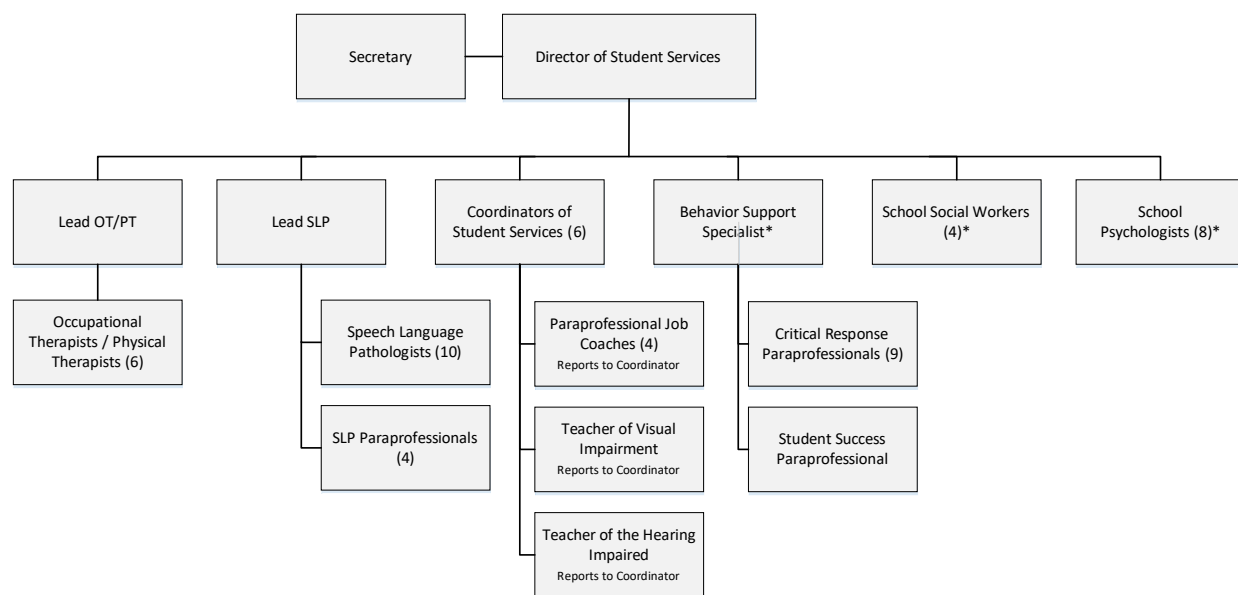 Secretary
Director of Student Services
Lead OT/PT
Lead SLP
Coordinators of
Student Services (6)
Behavior Support
Specialist*
School Social Workers
(4)*
School
Psychologists (8)*
Occupational
Therapists / Physical
Therapists (6)
Speech Language
Pathologists (10)
Paraprofessional Job
Coaches (4)
Reports to Coordinator
Critical Response
Paraprofessionals (9)
SLP Paraprofessionals
(4)
Teacher of Visual
Impairment
Reports to Coordinator
Student Success
Paraprofessional
Teacher of the Hearing
Impaired
Reports to Coordinator